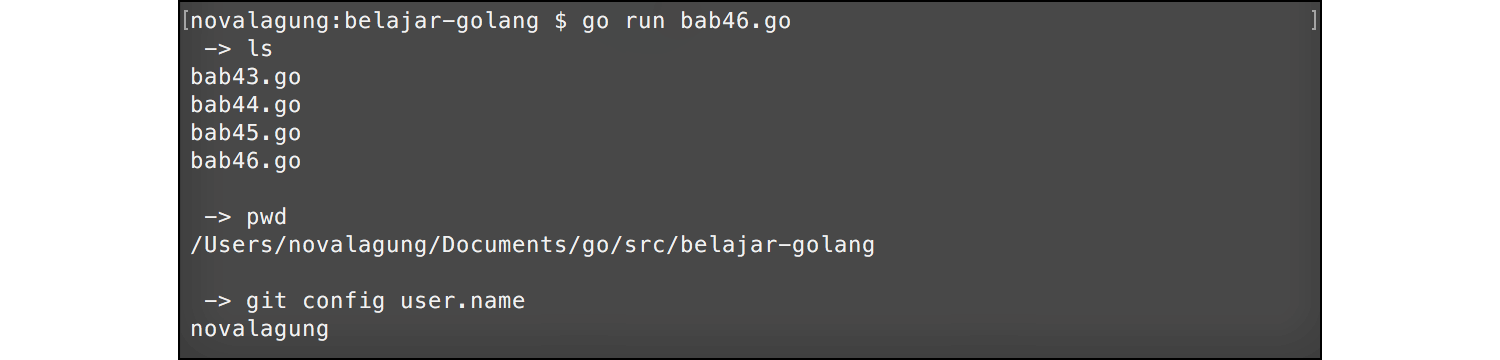 [novalagung:belajar-golang $ go run bab46.go ]
-> ls
bab43.go
bab44.go
bab45.go
bab46.go
-> pwd
/Users/novalagung/Documents/go/src/belajar-golang
-> git config user.name
novalagung